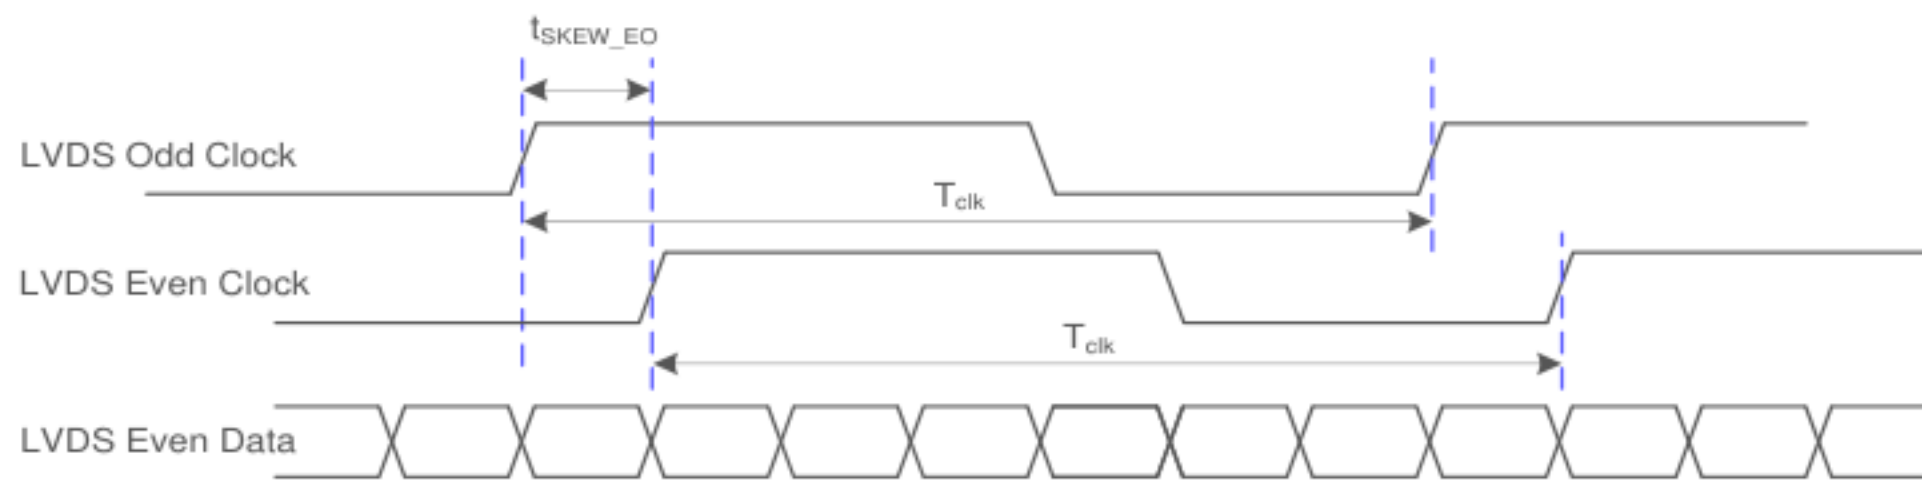 tSKEW_EO
LVDS Odd Clock
Tclk
LVDS Even Clock
Tclk
LVDS Even Data